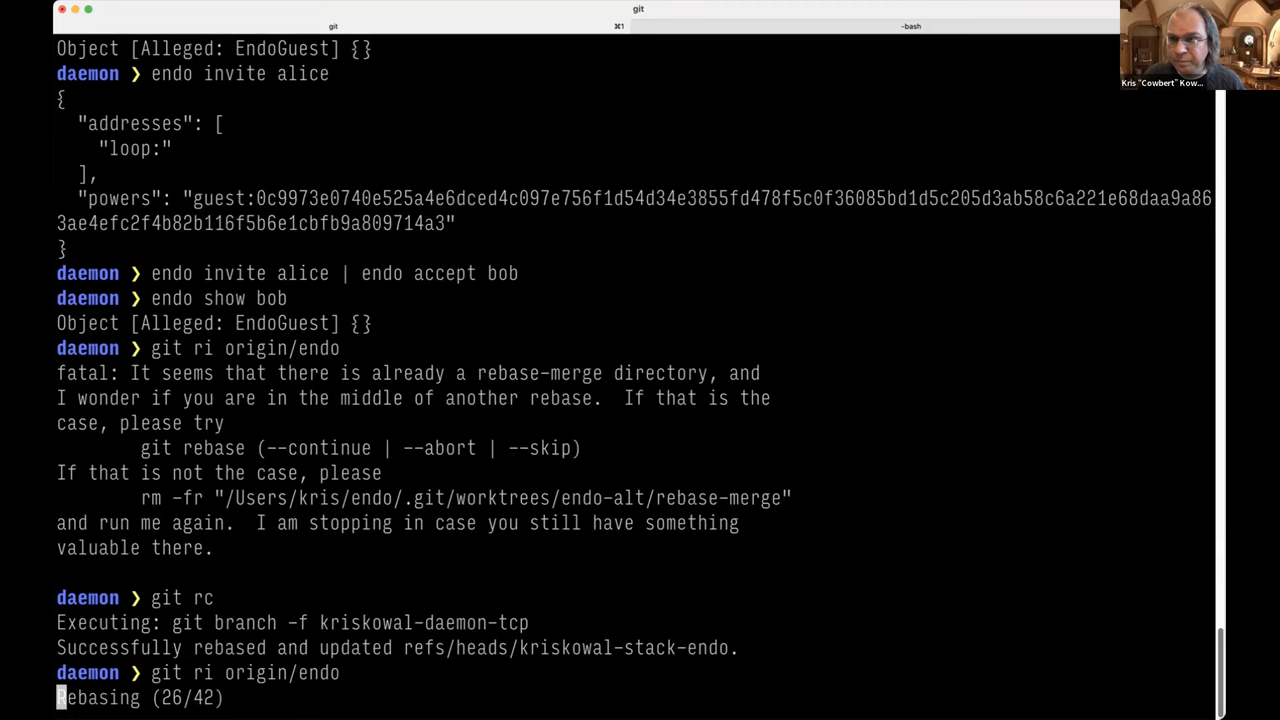 git
git
⌘1
-bash
Object [Alleged: EndoGuest] {}
daemon ❯ endo invite alice
{
"addresses": [
"loop:"
],
"powers": "guest:0c9973e0740e525a4e6dced4c097e756f1d54d34e3855fd478f5c0f36085bd1d5c205d3ab58c6a221e68daa9a86
3ae4efc2f4b82b116f5b6e1cbfb9a809714a3"
}
daemon ❯ endo invite alice | endo accept bob
daemon ❯ endo show bob
Object [Alleged: EndoGuest] {}
daemon ❯ git ri origin/endo
fatal: It seems that there is already a rebase-merge directory, and
I wonder if you are in the middle of another rebase.  If that is the
case, please try
git rebase (--continue | --abort | --skip)
If that is not the case, please
rm -fr "/Users/kris/endo/.git/worktrees/endo-alt/rebase-merge"
and run me again.  I am stopping in case you still have something
valuable there.
daemon ❯ git rc
Executing: git branch -f kriskowal-daemon-tcp
Successfully rebased and updated refs/heads/kriskowal-stack-endo.
daemon ❯ git ri origin/endo
Rebasing (26/42)
Kris "Cowbert" Kow...